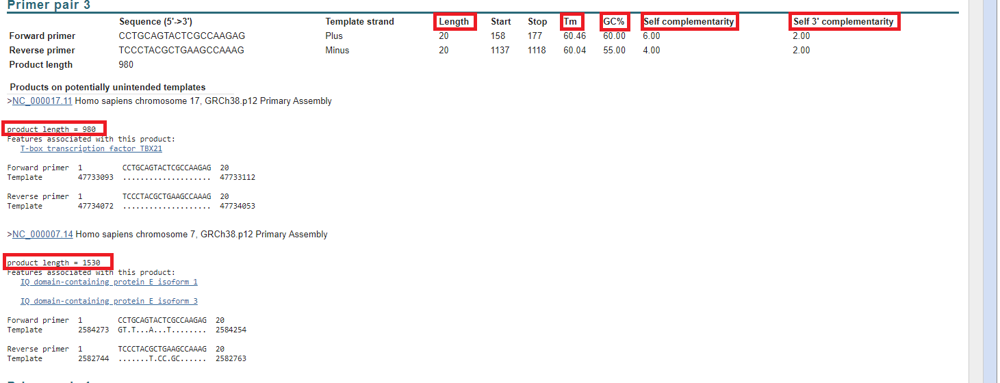 Primer pair 3
Sequence (5'->3') Template strand Length Start Stop Tm GC% Self complementarity Self 3' complementarity
Forward primer CCTGCAGTACTCGCCAAGAG Plus 20 158 177 60.46 60.00 6.00 2.00
Reverse primer TCCCTACGCTGAAGCCAAAG Minus 20 1137 1118 60.04 55.00 4.00 2.00
Product length 980
Products on potentially unintended templates
>NC_000017.11 Homo sapiens chromosome 17, GRCh38.p12 Primary Assembly
product length = 980
Features associated with this product:
T-box transcription factor TBX21
Forward primer 1 CCTGCAGTACTCGCCAAGAG 20
Template 47733093 .................... 47733112
Reverse primer 1 TCCCTACGCTGAAGCCAAAG 20
Template 47734072 .................... 47734053
>NC_000007.14 Homo sapiens chromosome 7, GRCh38.p12 Primary Assembly
product length = 1530
Features associated with this product:
IQ domain-containing protein E isoform 1
IQ domain-containing protein E isoform 3
Forward primer 1 CCTGCAGTACTCGCCAAGAG 20
Template 2584273 GT.T...A...T........ 2584254
Reverse primer 1 TCCCTACGCTGAAGCCAAAG 20
Template 2582744 .......T.CC.GC...... 2582763